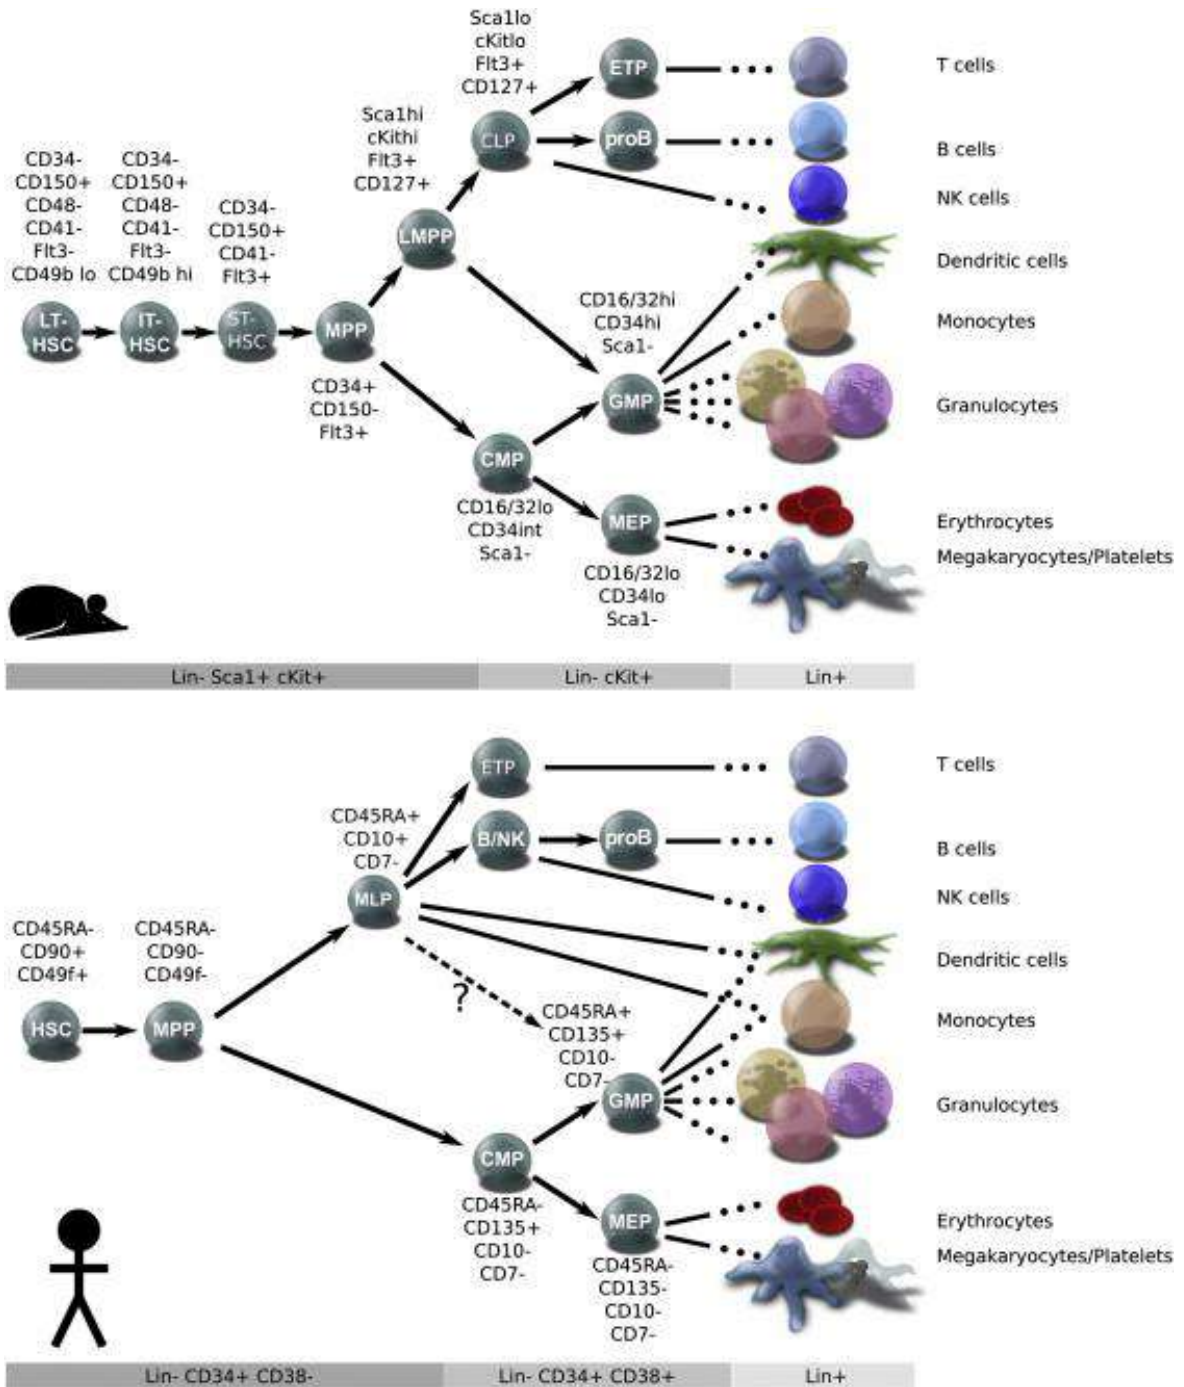 Sca1lo
cKitlo
Flt3+
CD127+
ETP
T cells
Sca1hi
cKithi
Flt3+
CD127+
CLP
proB
B cells
NK cells
CD34-
CD150+
CD48-
CD41-
Flt3-
CD49b lo
CD34-
CD150+
CD48-
CD41-
Flt3-
CD49b hi
CD34-
CD150+
CD41-
Flt3+
LMPP
Dendritic cells
LT-
HSC
IT-
HSC
ST-
HSC
MPP
CD16/32hi
CD34hi
Sca1-
Monocytes
CD34+
CD150-
Flt3+
GMP
Granulocytes
CMP
CD16/32lo
CD34int
Sca1-
MEP
CD16/32lo
CD34lo
Sca1-
Erythrocytes
Megakaryocytes/Platelets
Lin- Sca1+ cKit+
Lin- cKit+
Lin+
ETP
T cells
CD45RA+
CD10+
CD7-
B/NK
proB
B cells
MLP
NK cells
CD45RA-
CD90+
CD49f+
CD45RA-
CD90-
CD49f-
Dendritic cells
HSC
MPP
?
CD45RA+
CD135+
CD10-
CD7-
Monocytes
GMP
Granulocytes
CMP
CD45RA-
CD135+
CD10-
CD7-
MEP
CD45RA-
CD135-
CD10-
CD7-
Erythrocytes
Megakaryocytes/Platelets
Lin- CD34+ CD38-
Lin- CD34+ CD38+
Lin+